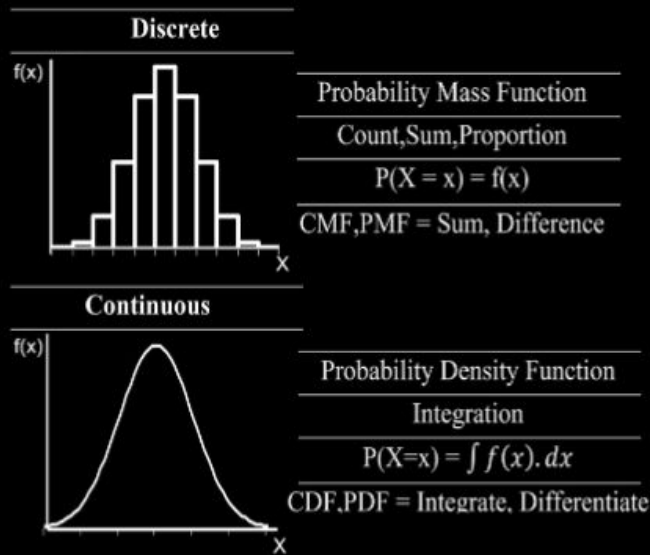 Discrete
f(x)
X
Probability Mass Function
Count,Sum,Proportion
P(X = x) = f(x)
CMF,PMF = Sum, Difference
Continuous
f(x)
X
Probability Density Function
Integration
P(X=x) = ∫ f(x). dx
CDF,PDF = Integrate, Differentiate